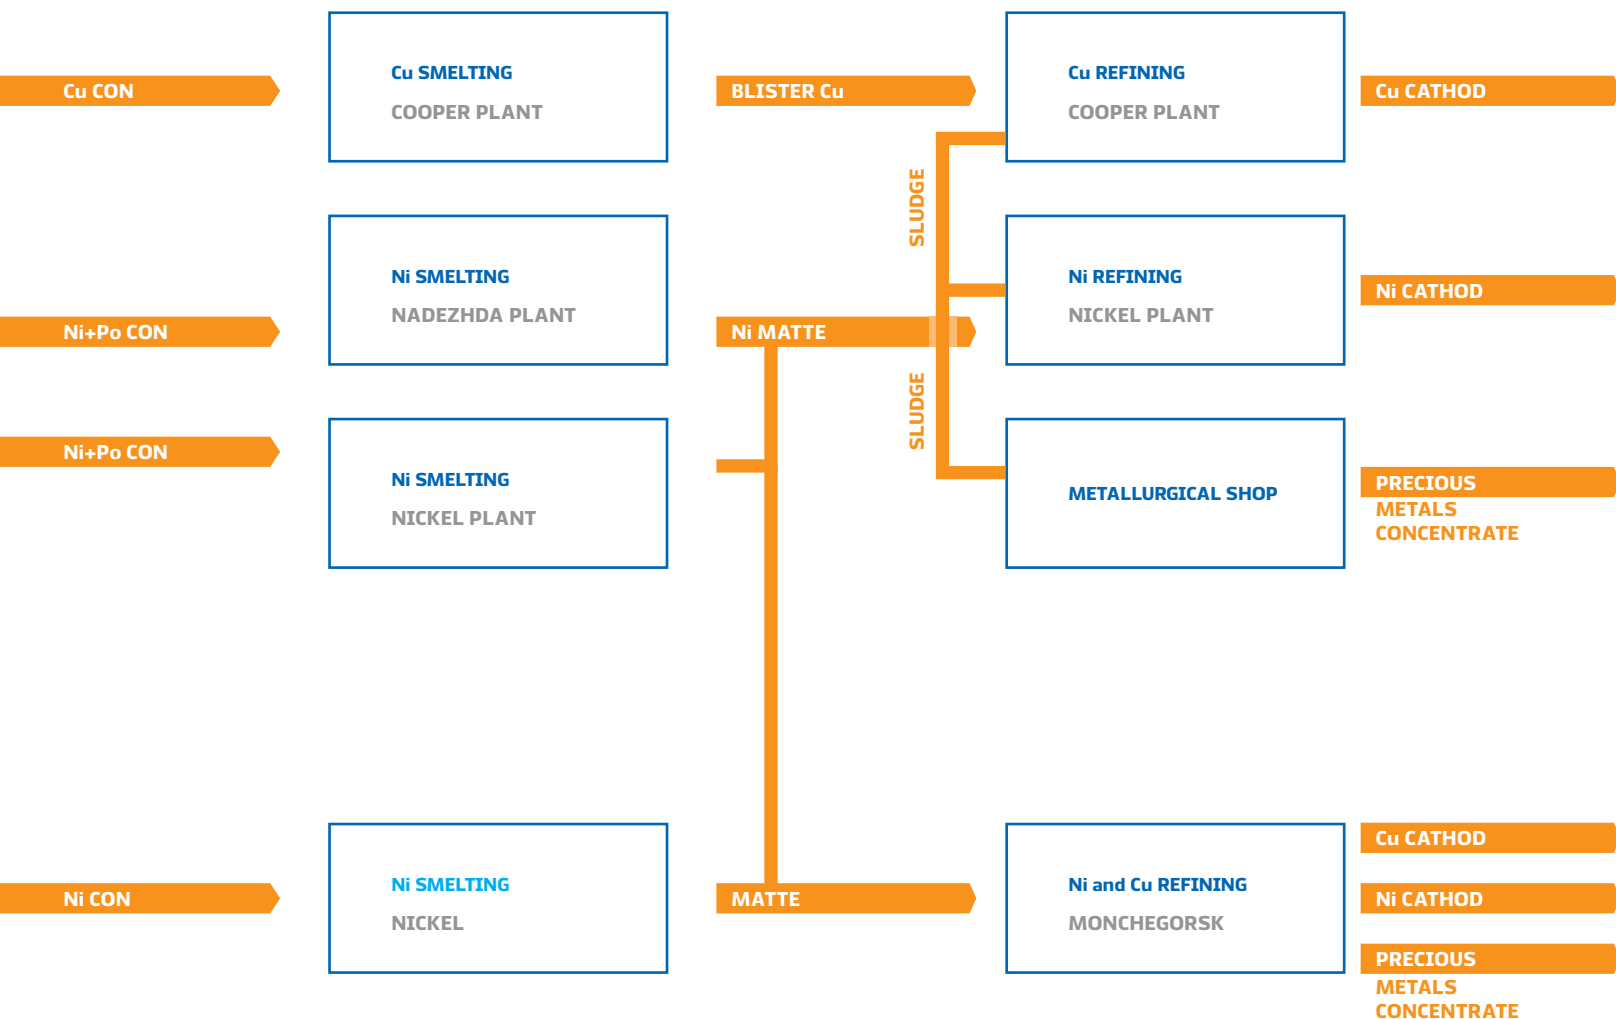 Cu CON
Cu SMELTING
COOPER PLANT
BLISTER Cu
Cu REFINING
COOPER PLANT
Cu CATHOD
SLUDGE
Ni+Po CON
Ni SMELTING
NADEZHDA PLANT
Ni MATTE
Ni REFINING
NICKEL PLANT
Ni CATHOD
SLUDGE
Ni+Po CON
Ni SMELTING
NICKEL PLANT
METALLURGICAL SHOP
PRECIOUS
METALS
CONCENTRATE
Ni CON
Ni SMELTING
NICKEL
MATTE
Ni and Cu REFINING
MONCHEGORSK
Cu CATHOD
Ni CATHOD
PRECIOUS
METALS
CONCENTRATE